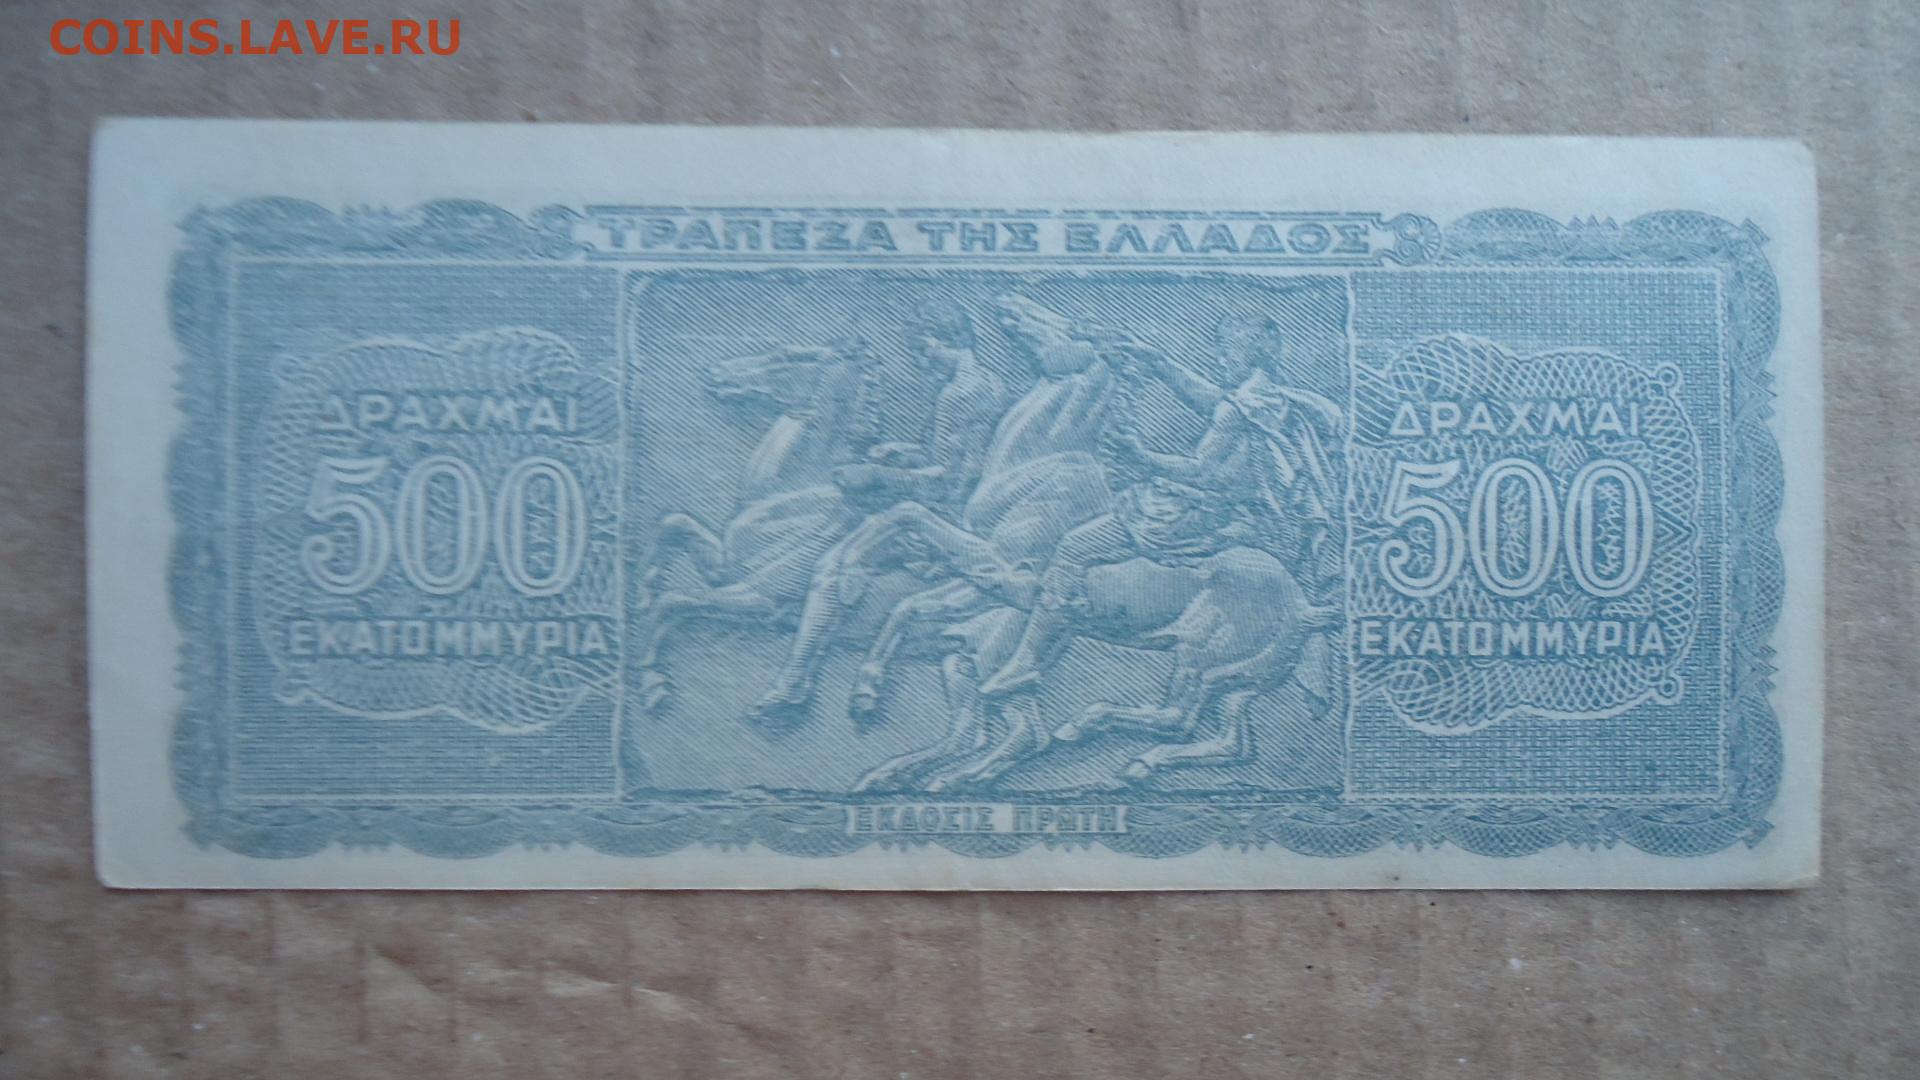 COINS.LAVE.RU
ΤΡΑΠΕΖΑ ΤΗΣ ΕΛΛΑΔΟΣ
ΔΡΑΧΜΑΙ
500
ΕΚΑΤΟΜΜΥΡΙΑ
ΔΡΑΧΜΑΙ
500
ΕΚΑΤΟΜΜΥΡΙΑ
ΕΚΔΟΣΙΣ ΠΡΩΤΗ